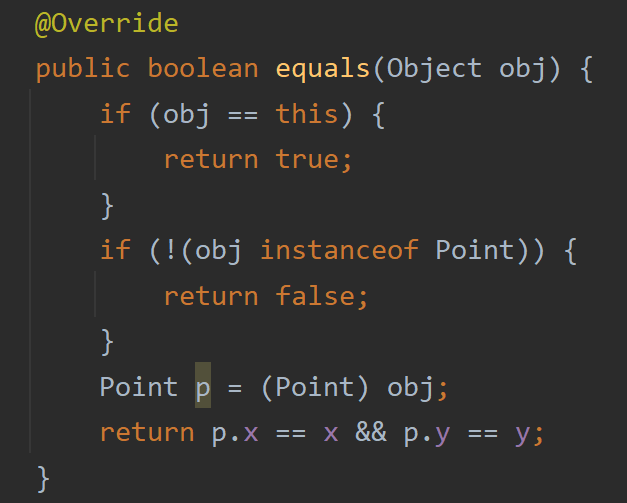 @Override
public boolean equals(Object obj) {
    if (obj == this) {
        return true;
    }
    if (!(obj instanceof Point)) {
        return false;
    }
    Point p = (Point) obj;
    return p.x == x && p.y == y;
}